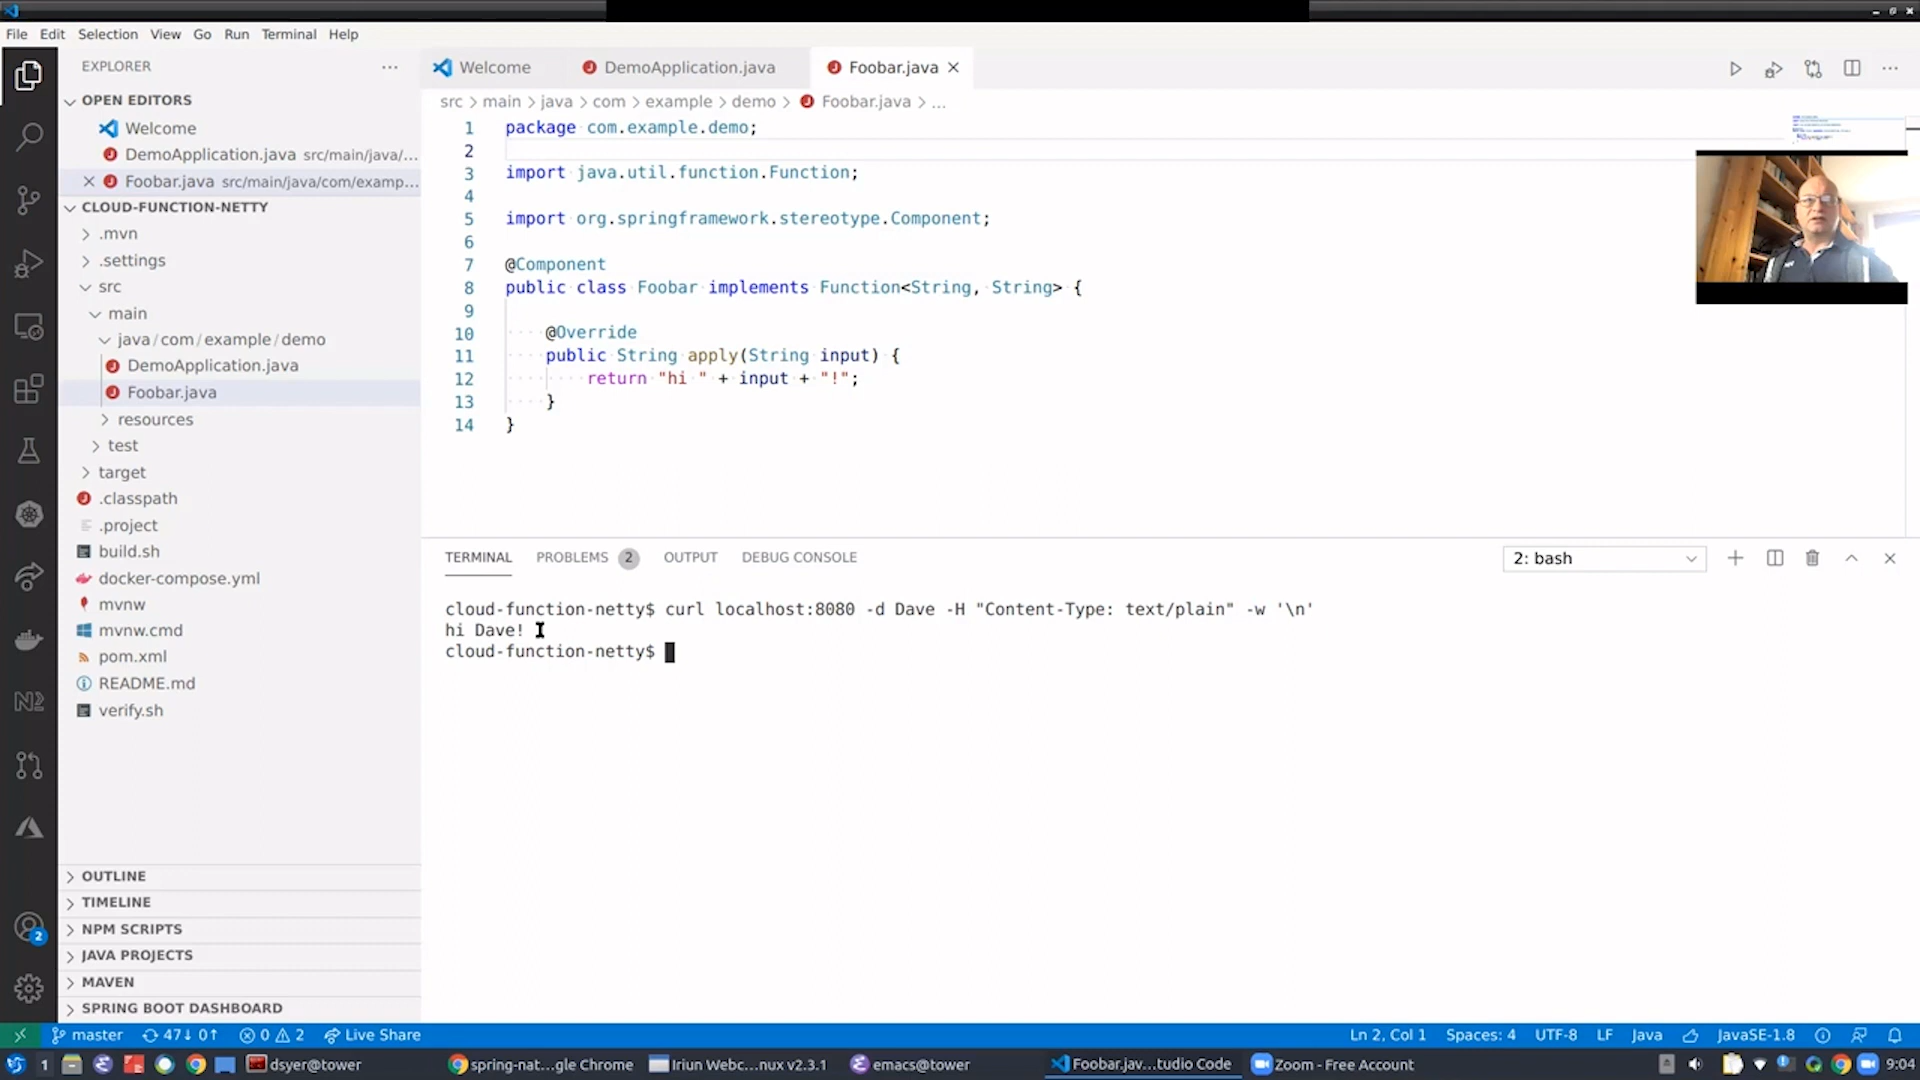 File Edit Selection View Go Run Terminal Help
EXPLORER ···
OPEN EDITORS
Welcome
DemoApplication.java src/main/java/...
Foobar.java src/main/java/com/examp...
CLOUD-FUNCTION-NETTY
.mvn
.settings
src
main
java/com/example/demo
DemoApplication.java
Foobar.java
resources
test
target
.classpath
.project
build.sh
docker-compose.yml
mvnw
mvnw.cmd
pom.xml
README.md
verify.sh
OUTLINE
TIMELINE
NPM SCRIPTS
JAVA PROJECTS
MAVEN
SPRING BOOT DASHBOARD
2
Welcome DemoApplication.java Foobar.java
src > main > java > com > example > demo > Foobar.java > ...
1 package com.example.demo;
2
3 import java.util.function.Function;
4
5 import org.springframework.stereotype.Component;
6
7 @Component
8 public class Foobar implements Function<String, String> {
9
10 @Override
11 public String apply(String input) {
12 return "hi " + input + "!";
13 }
14 }
TERMINAL PROBLEMS 2 OUTPUT DEBUG CONSOLE 2: bash
cloud-function-netty$ curl localhost:8080 -d Dave -H "Content-Type: text/plain" -w '\n'
hi Dave!
cloud-function-netty$
master 47↓ 0↑ 0 2 Live Share Ln 2, Col 1 Spaces: 4 UTF-8 LF Java JavaSE-1.8
1 dsyer@tower spring-nat...gle Chrome Iriun Webc...nux v2.3.1 emacs@tower Foobar.jav...tudio Code Zoom - Free Account 9:04